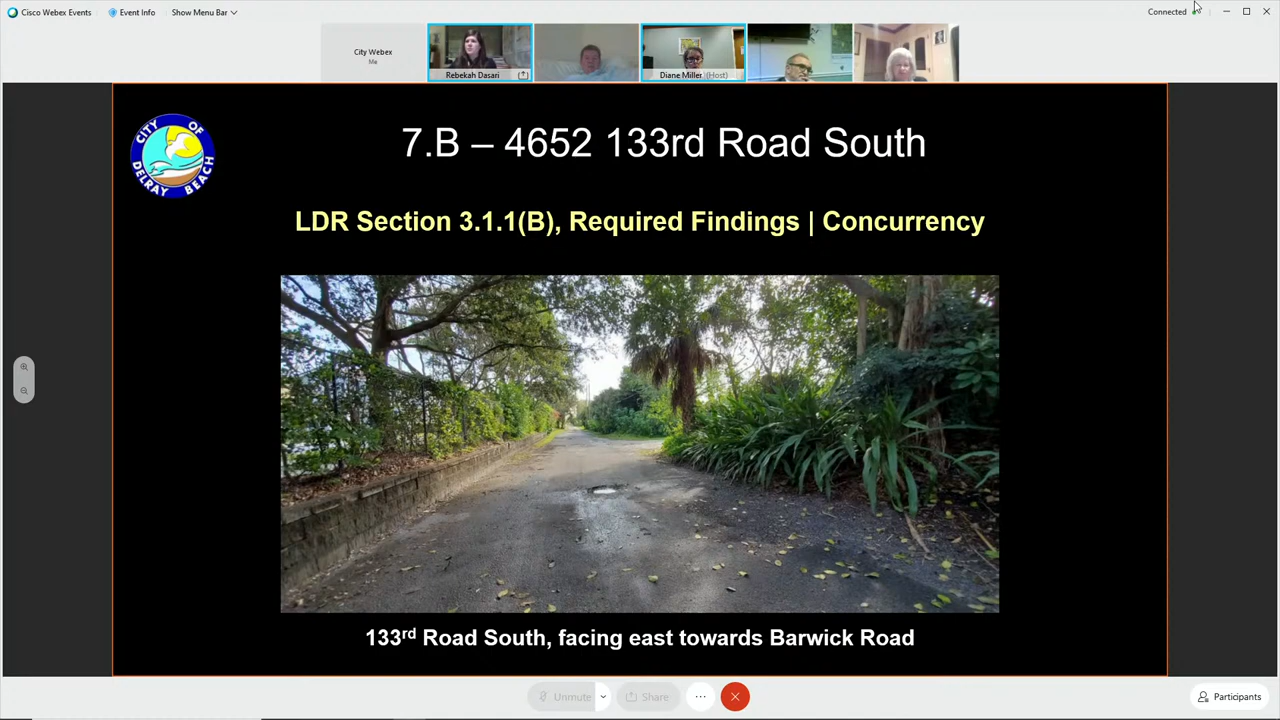 Cisco Webex Events
Event Info
Show Menu Bar
Connected
City Webex
Me
Rebekah Dasari
Diane Miller (Host)
CITY OF
DELRAY BEACH
7.B – 4652 133rd Road South
LDR Section 3.1.1(B), Required Findings | Concurrency
133rd Road South, facing east towards Barwick Road
Unmute
Share
Participants